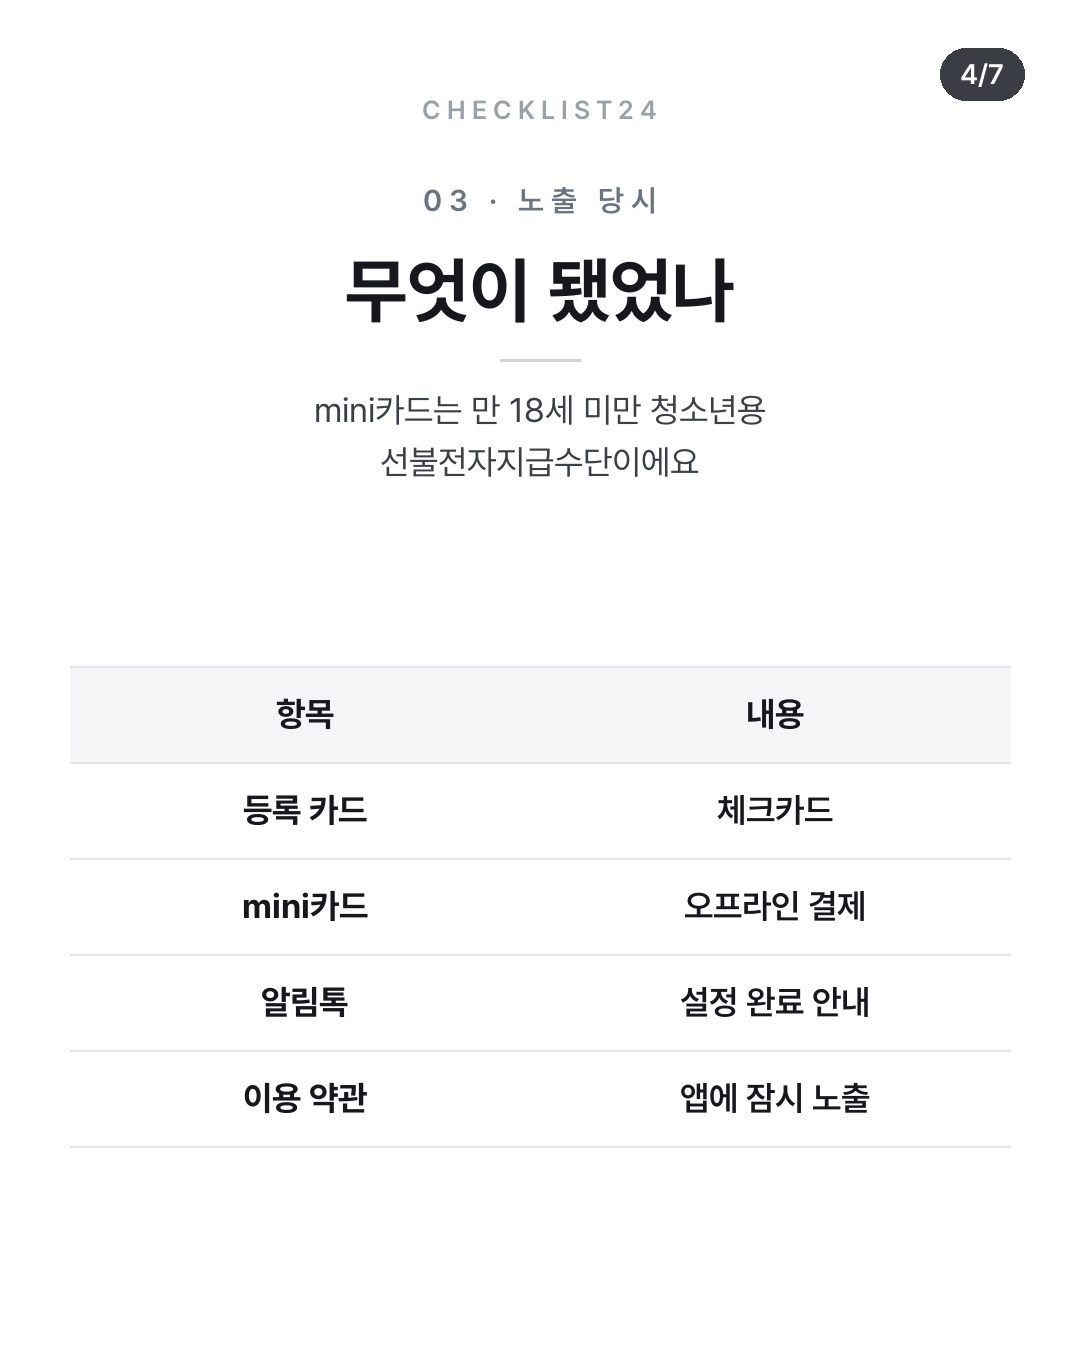 4/7
CHECKLIST24
03 · 노출 당시
무엇이 됐었나
mini카드는 만 18세 미만 청소년용
선불전자지급수단이에요
항목 내용
등록 카드 체크카드
mini카드 오프라인 결제
알림톡 설정 완료 안내
이용 약관 앱에 잠시 노출